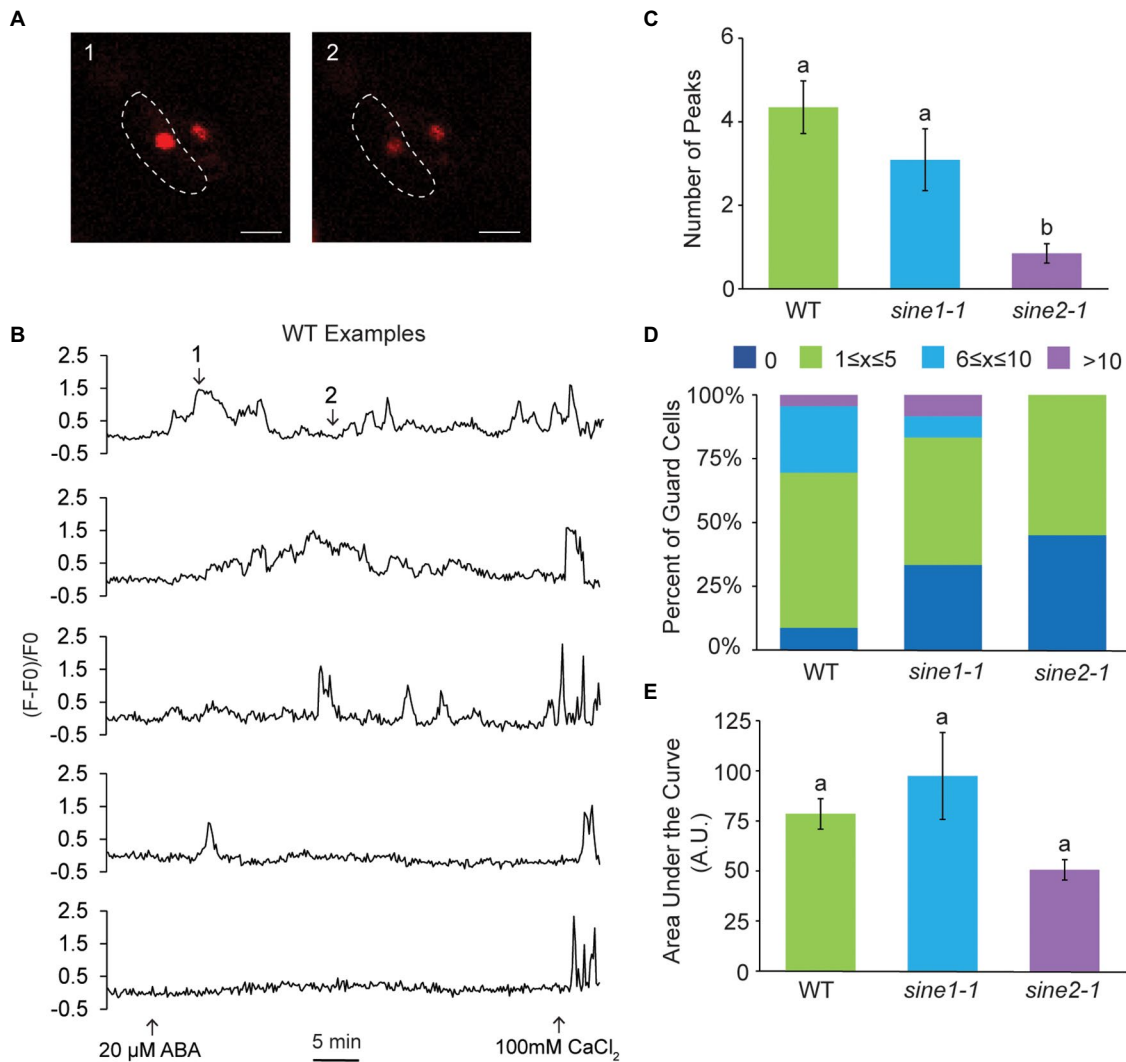 A
1
2
B
WT Examples
1
2
2.5
1.5
0.5
-0.5
2.5
1.5
0.5
-0.5
2.5
1.5
0.5
-0.5
2.5
1.5
0.5
-0.5
2.5
1.5
0.5
-0.5
(F-F0)/F0
20 µM ABA
5 min
100mM CaCl₂
C
Number of Peaks
6
4
2
0
a
a
b
WT
sine1-1
sine2-1
D
0
1≤x≤5
6≤x≤10
>10
Percent of Guard Cells
100%
75%
50%
25%
0%
WT
sine1-1
sine2-1
E
Area Under the Curve
(A.U.)
125
100
75
50
25
0
a
a
a
WT
sine1-1
sine2-1